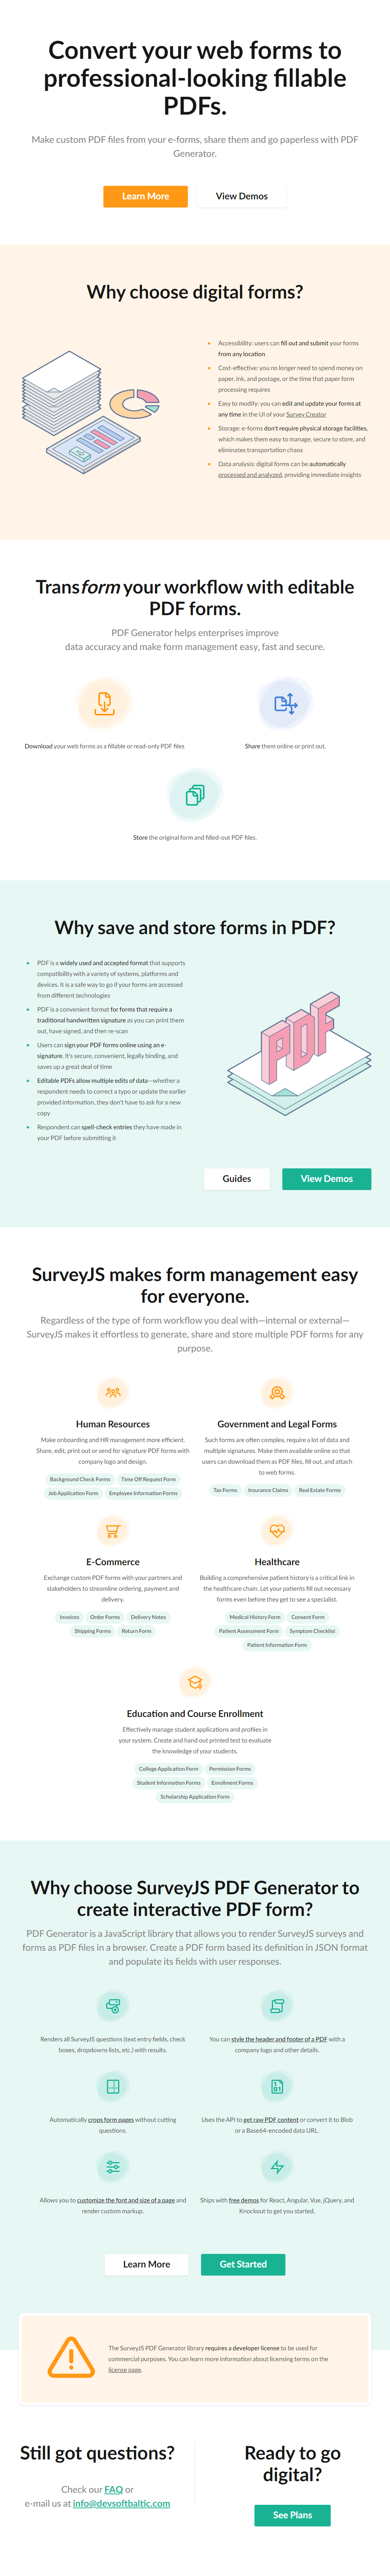 Convert your web forms to
professional-looking fillable
PDFs.
Make custom PDF files from your e-forms, share them and go paperless with PDF
Generator.
Learn More
View Demos
Why choose digital forms?
Accessibility: users can fill out and submit your forms
from any location
Cost-effective: you no longer need to spend money on
paper, ink, and postage, or the time that paper form
processing requires
Easy to modify: you can edit and update your forms at
any time in the UI of your Survey Creator
Storage: e-forms don't require physical storage facilities,
which makes them easy to manage, secure to store, and
eliminates transportation chaos
Data analysis: digital forms can be automatically
processed and analyzed, providing immediate insights
Transform your workflow with editable
PDF forms.
PDF Generator helps enterprises improve
data accuracy and make form management easy, fast and secure.
Download your web forms as a fillable or read-only PDF files
Share them online or print out.
Store the original form and filled-out PDF files.
Why save and store forms in PDF?
PDF is a widely used and accepted format that supports
compatibility with a variety of systems, platforms and
devices. It is a safe way to go if your forms are accessed
from different technologies
PDF is a convenient format for forms that require a
traditional handwritten signature as you can print them
out, have signed, and then re-scan
Users can sign your PDF forms online using an e-
signature. It's secure, convenient, legally binding, and
saves up a great deal of time
Editable PDFs allow multiple edits of data—whether a
respondent needs to correct a typo or update the earlier
provided information, they don't have to ask for a new
copy
Respondent can spell-check entries they have made in
your PDF before submitting it
PDF
Guides
View Demos
SurveyJS makes form management easy
for everyone.
Regardless of the type of form workflow you deal with—internal or external—
SurveyJS makes it effortless to generate, share and store multiple PDF forms for any
purpose.
Human Resources
Make onboarding and HR management more efficient.
Share, edit, print out or send for signature PDF forms with
company logo and design.
Background Check Forms
Time Off Request Form
Job Application Form
Employee Information Forms
Government and Legal Forms
Such forms are often complex, require a lot of data and
multiple signatures. Make them available online so that
users can download them as PDF files, fill out, and attach
to web forms.
Tax Forms
Insurance Claims
Real Estate Forms
E-Commerce
Exchange custom PDF forms with your partners and
stakeholders to streamline ordering, payment and
delivery.
Invoices
Order Forms
Delivery Notes
Shipping Forms
Return Form
Healthcare
Building a comprehensive patient history is a critical link in
the healthcare chain. Let your patients fill out necessary
forms even before they get to see a specialist.
Medical History Form
Consent Form
Patient Assessment Form
Symptom Checklist
Patient Information Form
Education and Course Enrollment
Effectively manage student applications and profiles in
your system. Create and hand out printed test to evaluate
the knowledge of your students.
College Application Form
Permission Forms
Student Information Forms
Enrollment Forms
Scholarship Application Form
Why choose SurveyJS PDF Generator to
create interactive PDF form?
PDF Generator is a JavaScript library that allows you to render SurveyJS surveys and
forms as PDF files in a browser. Create a PDF form based its definition in JSON format
and populate its fields with user responses.
Renders all SurveyJS questions (text entry fields, check
boxes, dropdowns lists, etc.) with results.
You can style the header and footer of a PDF with a
company logo and other details.
Automatically crops form pages without cutting
questions.
Uses the API to get raw PDF content or convert it to Blob
or a Base64-encoded data URL.
Allows you to customize the font and size of a page and
render custom markup.
Ships with free demos for React, Angular, Vue, jQuery, and
Knockout to get you started.
Learn More
Get Started
The SurveyJS PDF Generator library requires a developer license to be used for
commercial purposes. You can learn more information about licensing terms on the
license page.
Still got questions?
Check our FAQ or
e-mail us at info@devsoftbaltic.com
Ready to go
digital?
See Plans